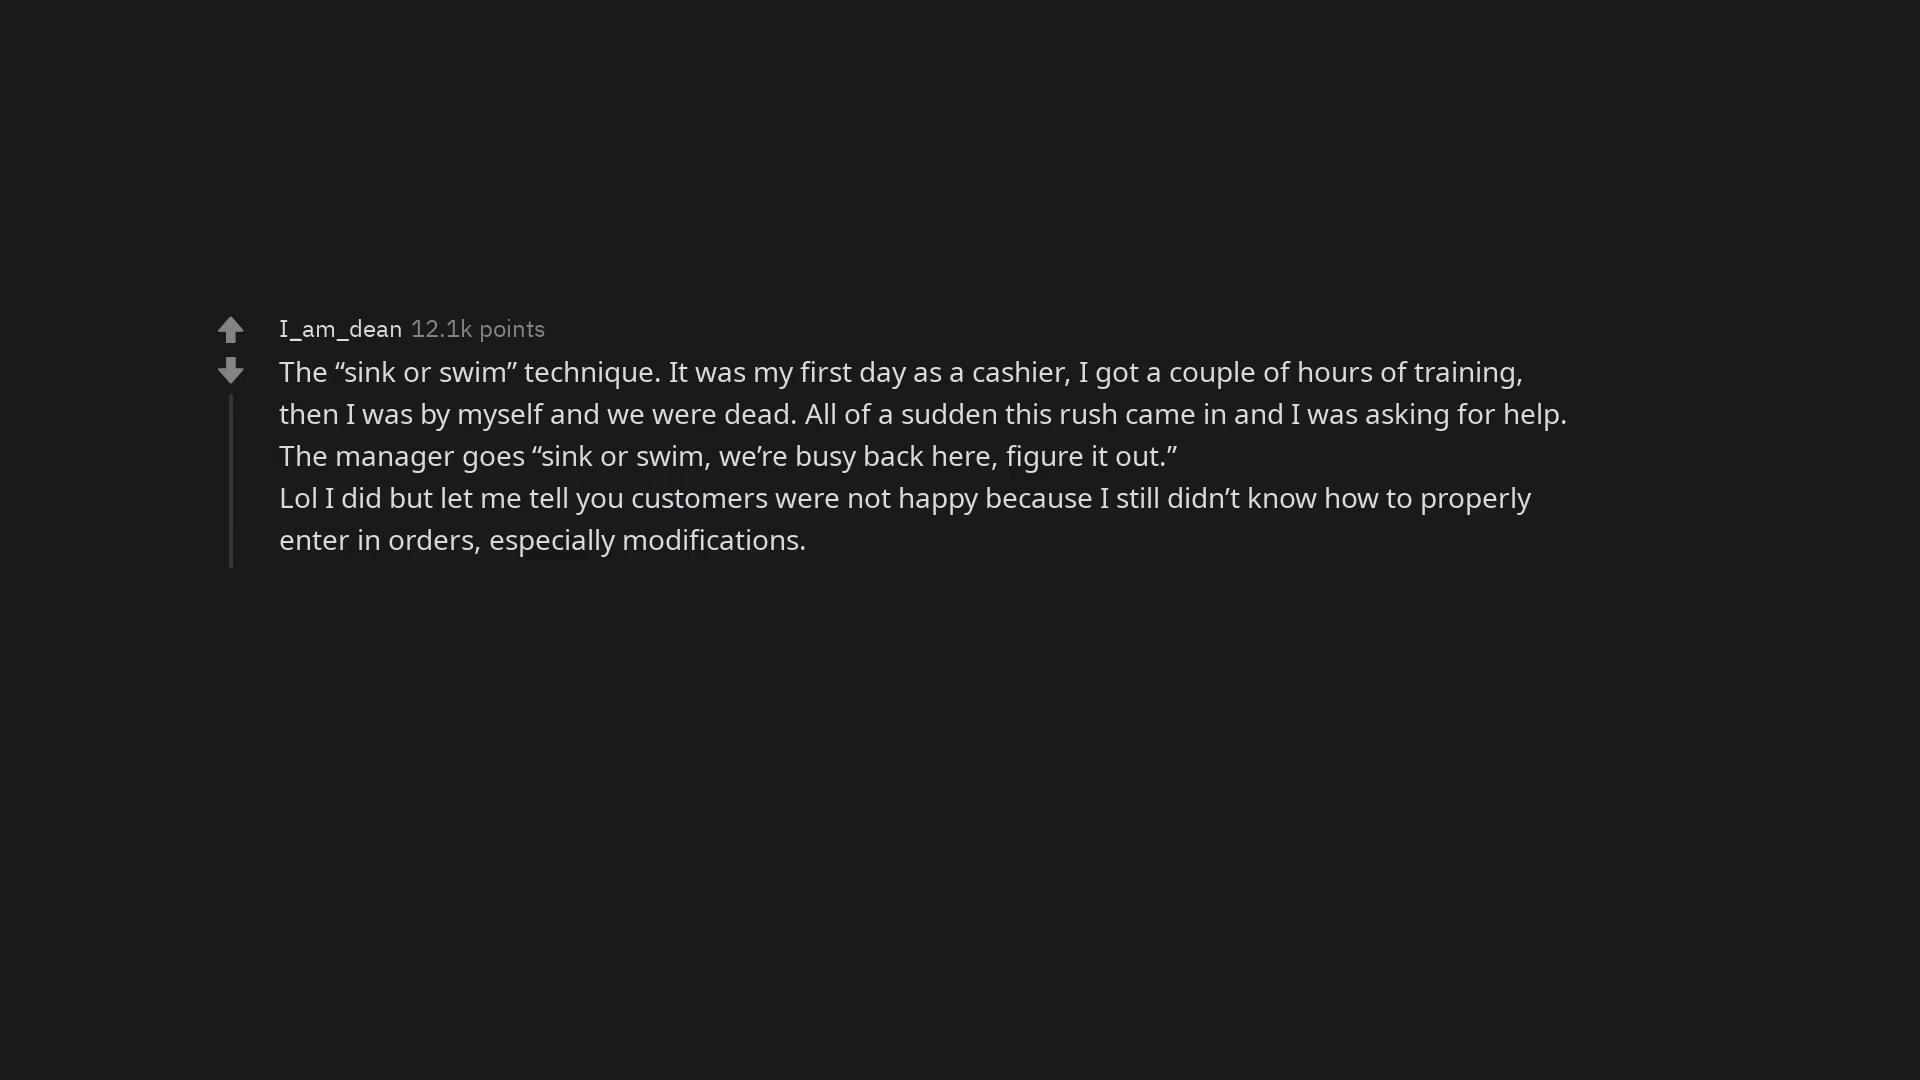 I_am_dean 12.1k points
The “sink or swim” technique. It was my first day as a cashier, I got a couple of hours of training,
then I was by myself and we were dead. All of a sudden this rush came in and I was asking for help.
The manager goes “sink or swim, we’re busy back here, figure it out.”
Lol I did but let me tell you customers were not happy because I still didn’t know how to properly
enter in orders, especially modifications.